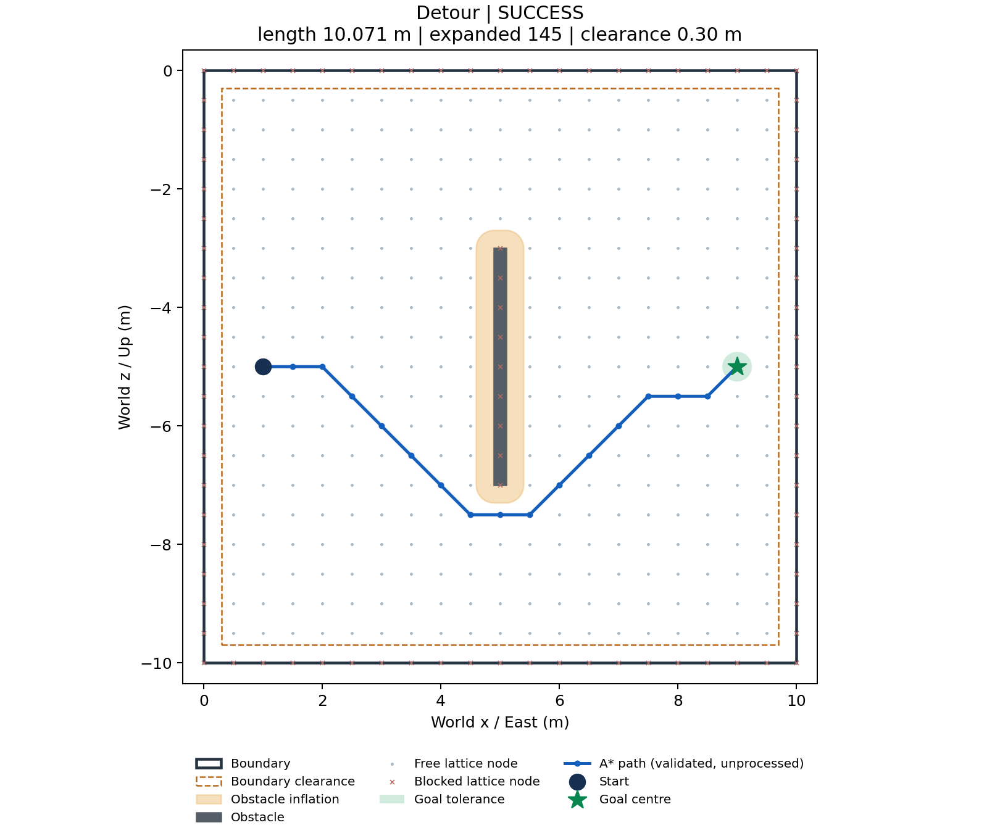 Detour | SUCCESS
length 10.071 m | expanded 145 | clearance 0.30 m
0
−2
−4
−6
−8
−10
World z / Up (m)
0 2 4 6 8 10
World x / East (m)
Boundary
Boundary clearance
Obstacle inflation
Obstacle
Free lattice node
Blocked lattice node
Goal tolerance
A* path (validated, unprocessed)
Start
Goal centre